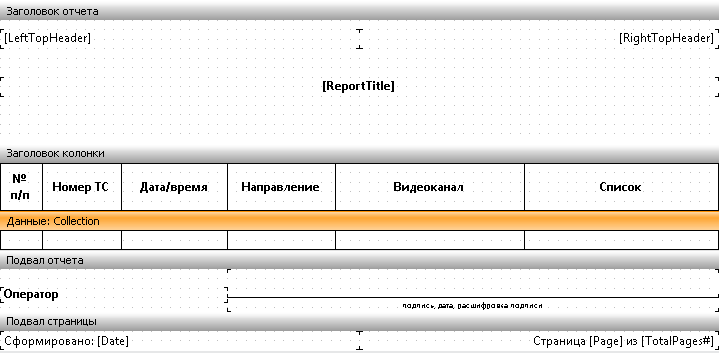 Заголовок отчета
[LeftTopHeader] [RightTopHeader]
[ReportTitle]
Заголовок колонки
№ п/п Номер ТС Дата/время Направление Видеоканал Список
Данные: Collection
Подвал отчета
Оператор
подпись, дата, расшифровка подписи
Подвал страницы
Сформировано: [Date] Страница [Page] из [TotalPages#]